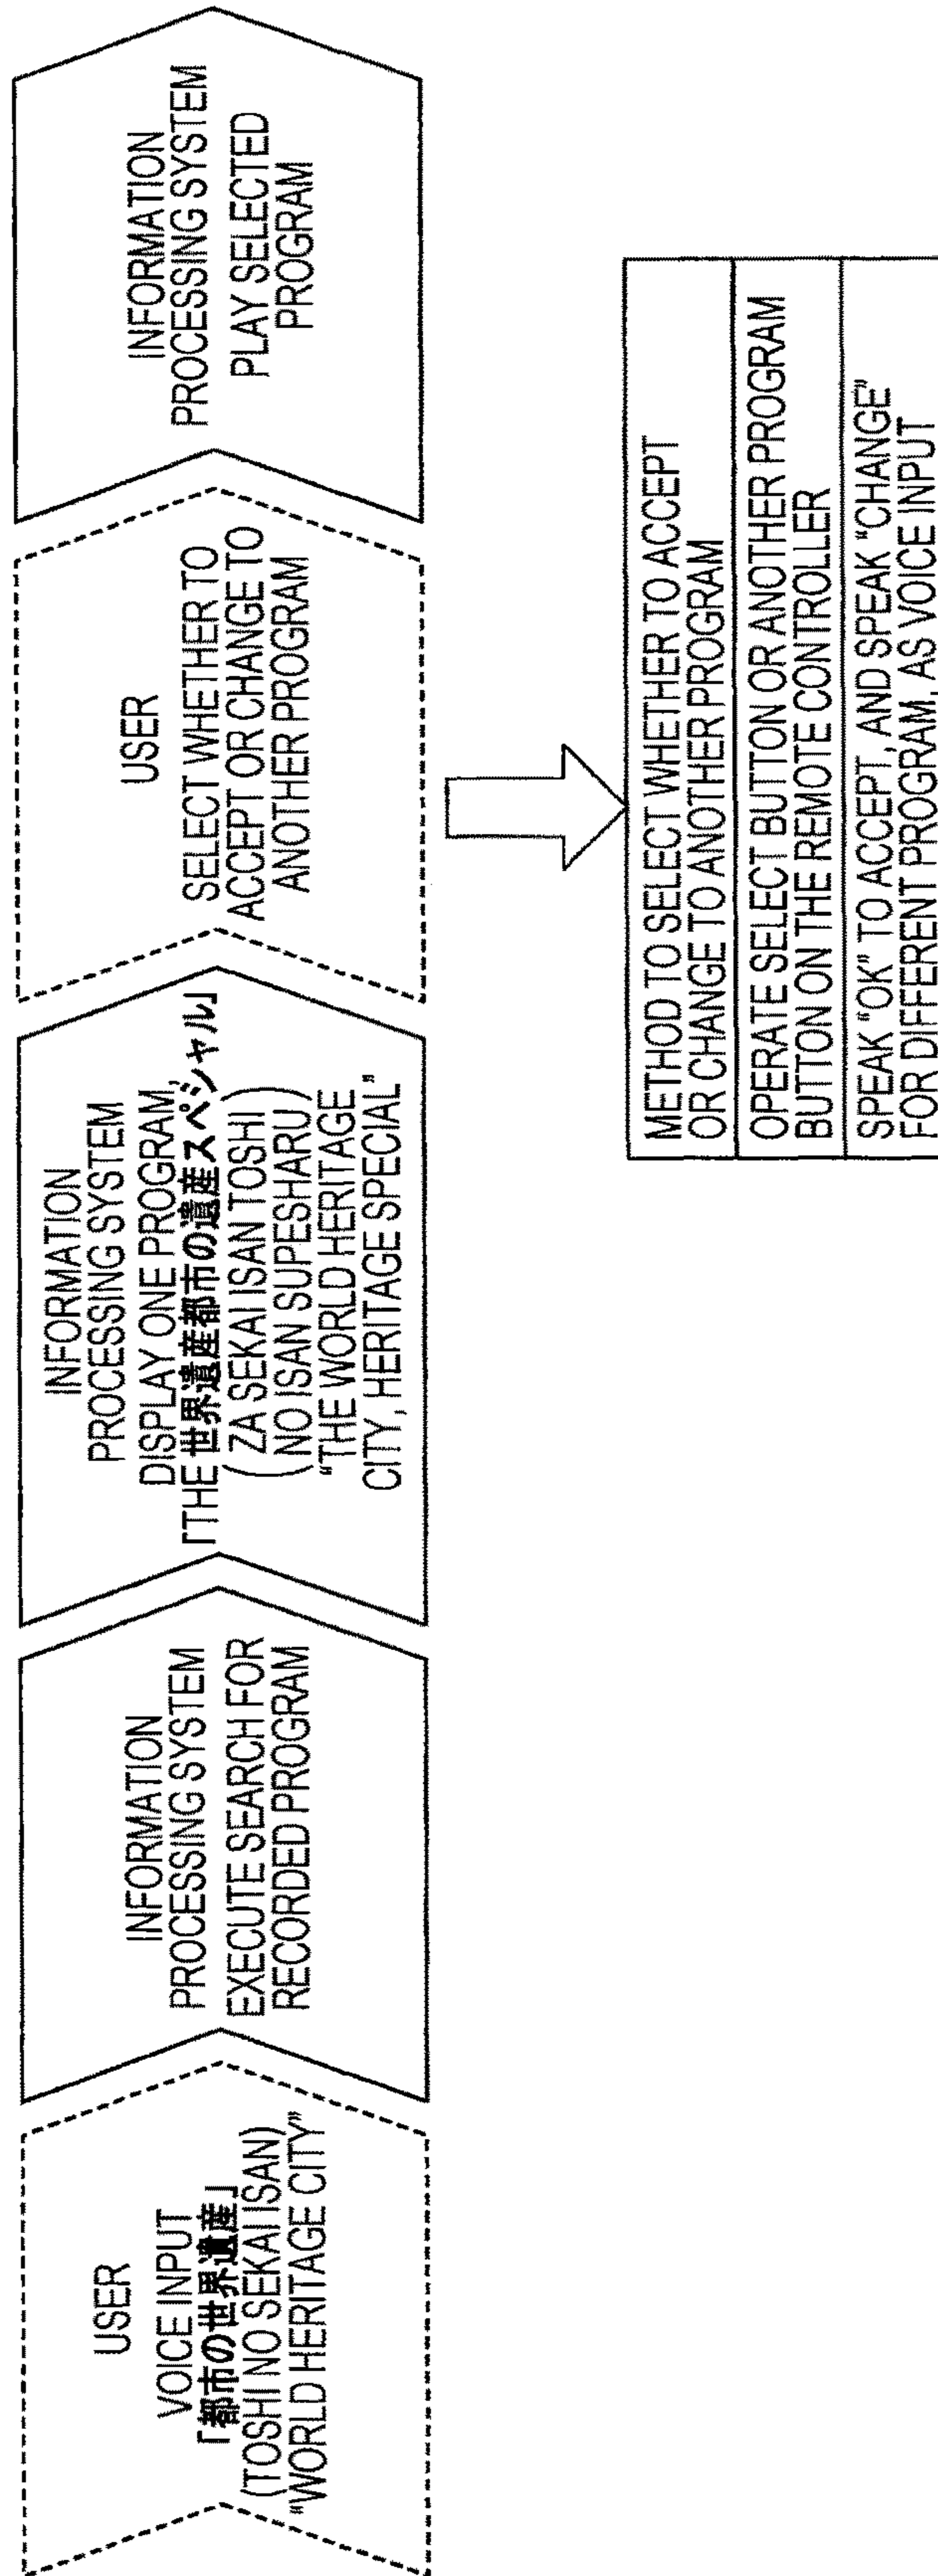 USER
VOICE INPUT
「都市の世界遺産」
(TOSHI NO SEKAI ISAN)
“WORLD HERITAGE CITY”
INFORMATION
PROCESSING SYSTEM
EXECUTE SEARCH FOR
RECORDED PROGRAM
INFORMATION
PROCESSING SYSTEM
DISPLAY ONE PROGRAM,
「THE 世界遺産都市の遺産スペシャル」
( ZA SEKAI ISAN TOSHI )
( NO ISAN SUPESHARU )
“THE WORLD HERITAGE
CITY, HERITAGE SPECIAL”
USER
SELECT WHETHER TO
ACCEPT OR CHANGE TO
ANOTHER PROGRAM
INFORMATION
PROCESSING SYSTEM
PLAY SELECTED
PROGRAM
METHOD TO SELECT WHETHER TO ACCEPT
OR CHANGE TO ANOTHER PROGRAM
OPERATE SELECT BUTTON OR ANOTHER PROGRAM
BUTTON ON THE REMOTE CONTROLLER
SPEAK “OK” TO ACCEPT, AND SPEAK “CHANGE”
FOR DIFFERENT PROGRAM, AS VOICE INPUT